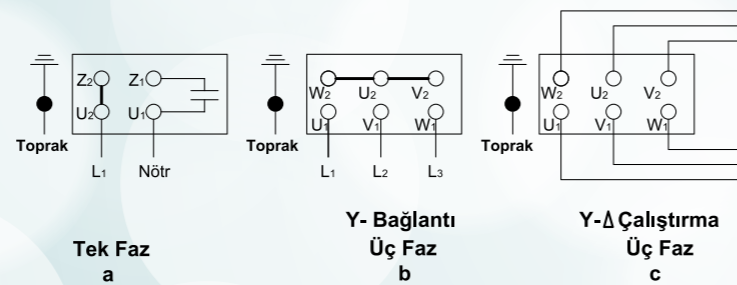 Z2 Z1
U2 U1
Toprak
L1 Nötr
Tek Faz
a
W2 U2 V2
U1 V1 W1
Toprak
L1 L2 L3
Y- Bağlantı
Üç Faz
b
W2 U2 V2
U1 V1 W1
Toprak
Y-Δ Çalıştırma
Üç Faz
c